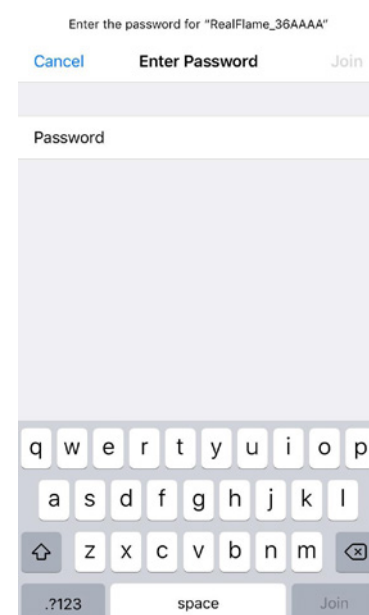 Enter the password for "RealFlame_36AAAA"
Cancel Enter Password Join
Password
q w e r t y u i o p
a s d f g h j k l
z x c v b n m
.?123 space Join